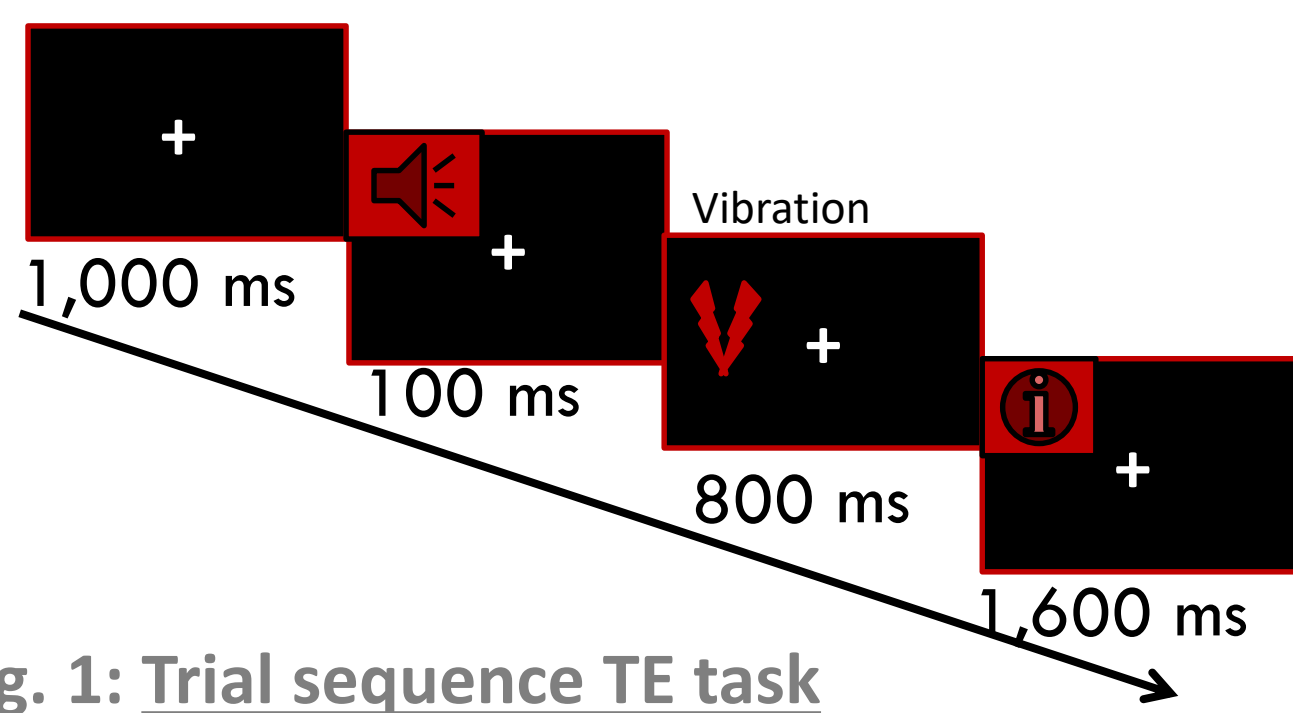 1,000 ms
100 ms
Vibration
800 ms
1,600 ms
g. 1: Trial sequence TE task